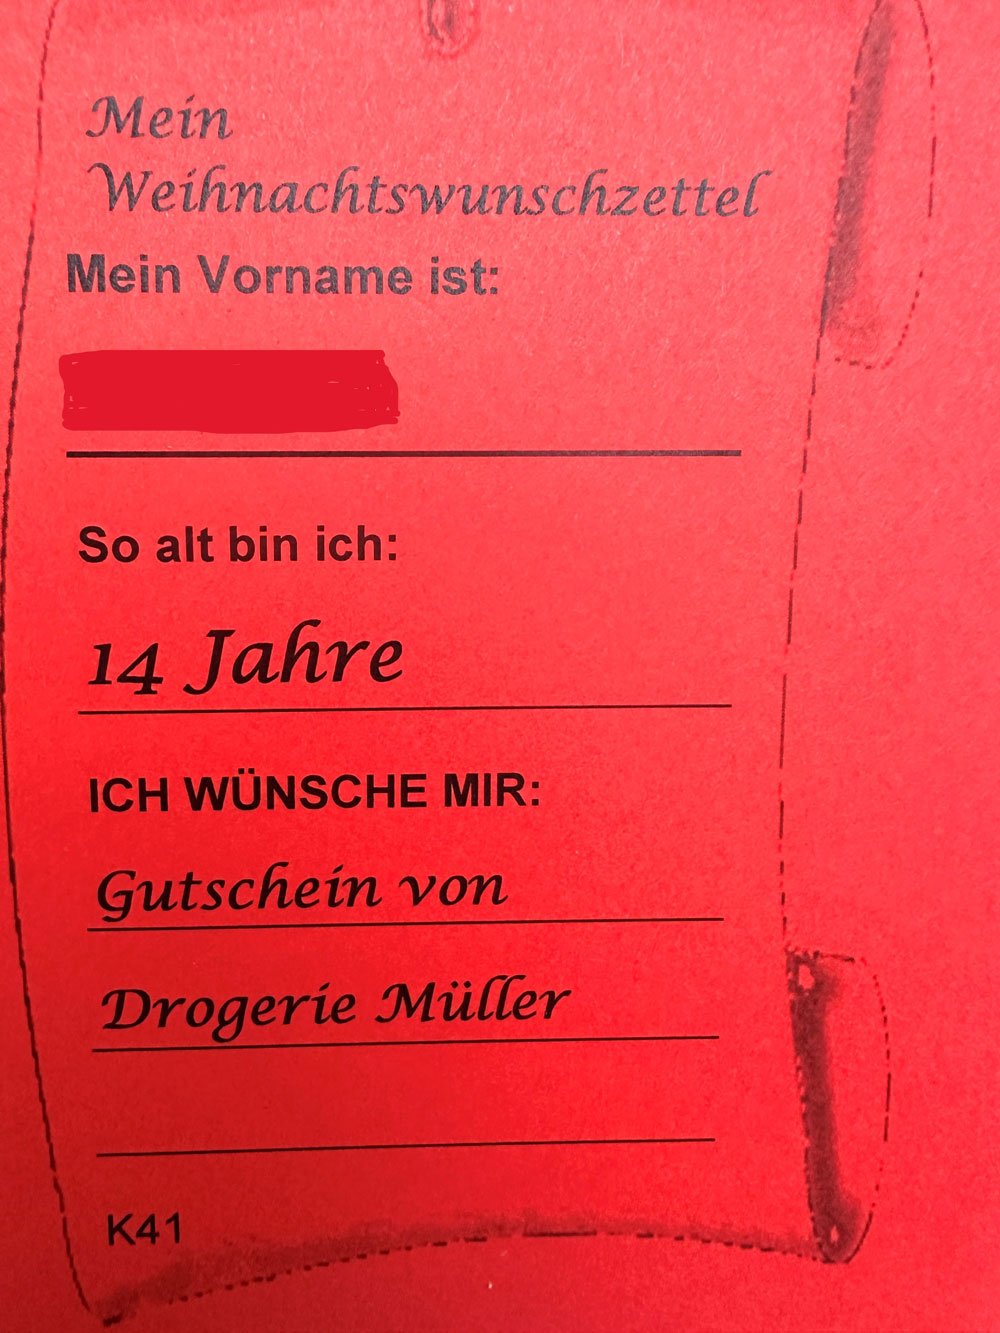 Mein
Weihnachtswunschzettel
Mein Vorname ist:
So alt bin ich:
14 Jahre
ICH WÜNSCHE MIR:
Gutschein von
Drogerie Müller
K41